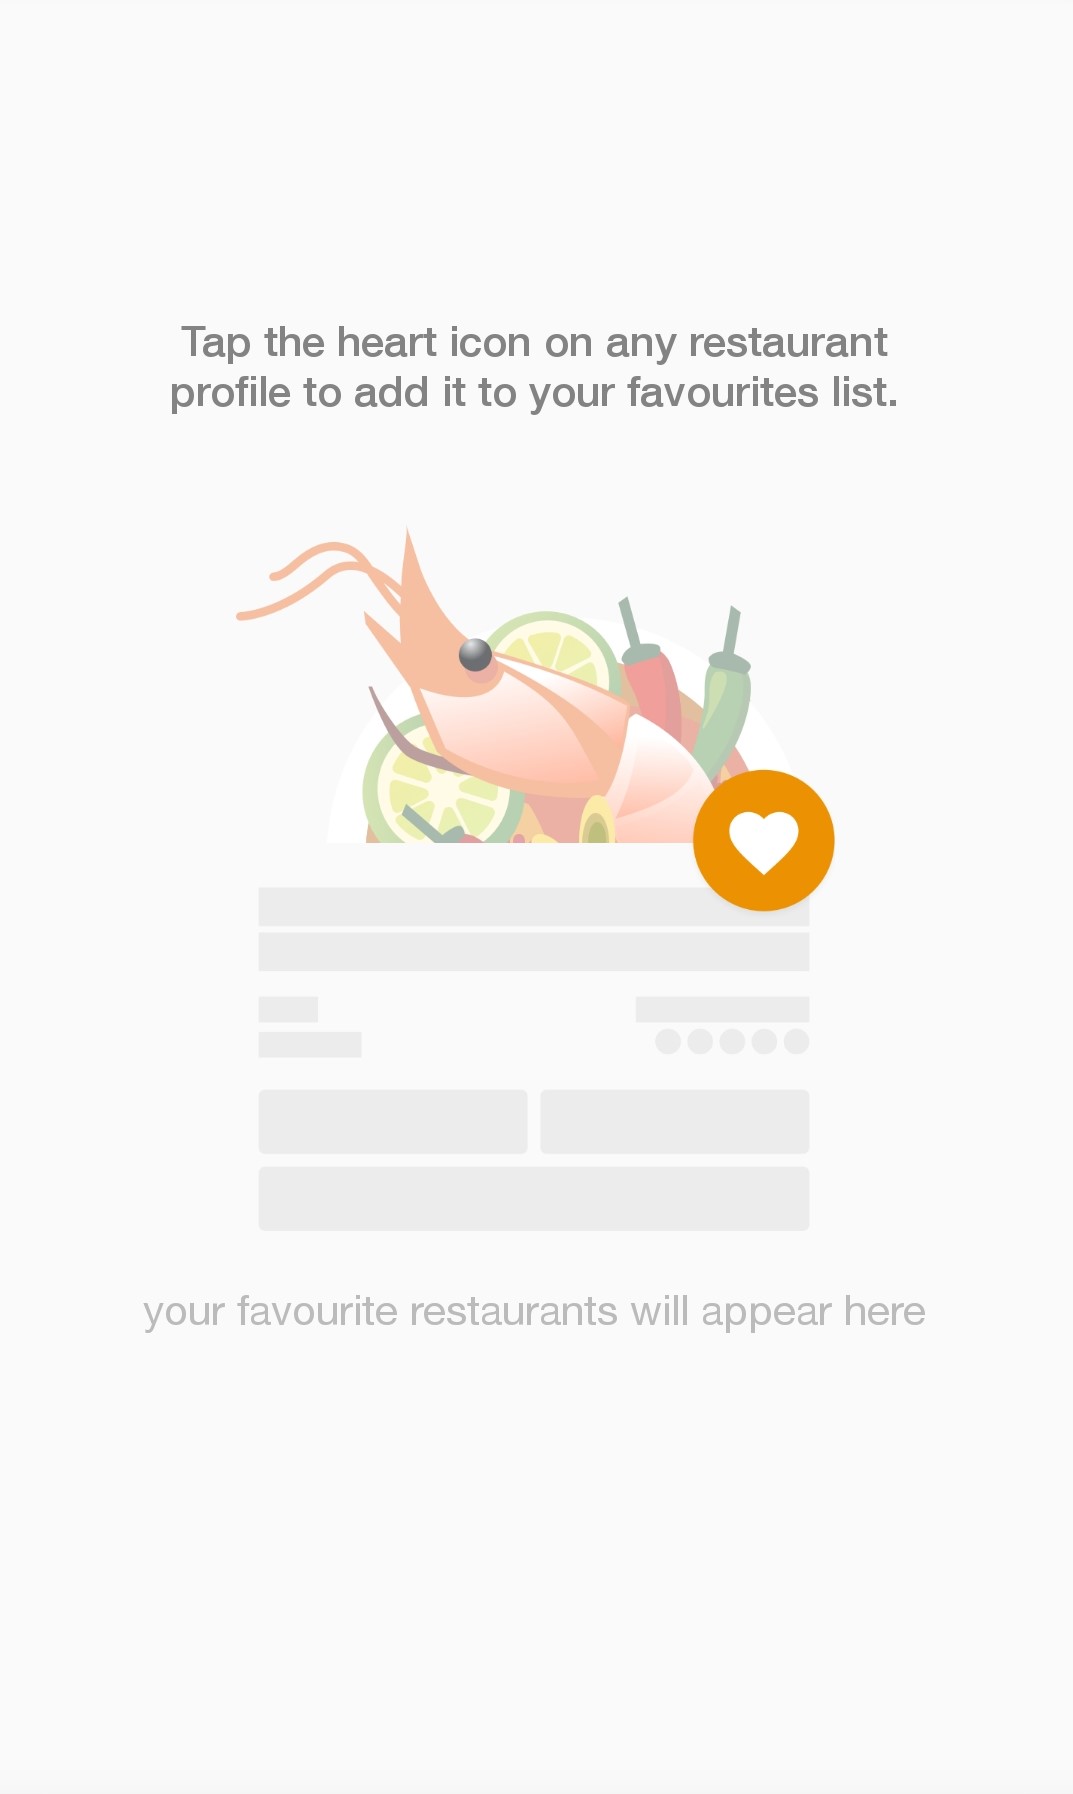 Tap the heart icon on any restaurant
profile to add it to your favourites list.
your favourite restaurants will appear here